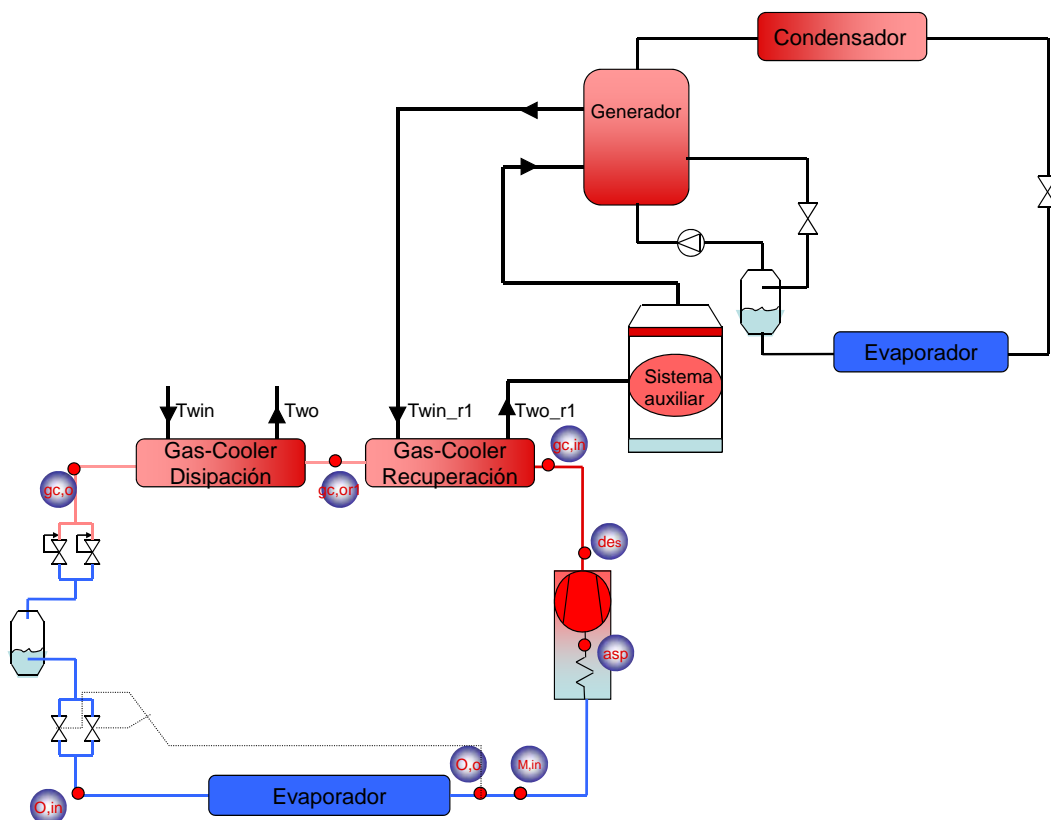 Condensador
Generador
Evaporador
Sistema
auxiliar
Twin
Two
Twin_r1
Two_r1
Gas-Cooler
Disipación
Gas-Cooler
Recuperación
gc,in
gc,o
gc,or1
des
asp
O,o
M,in
Evaporador
O,in